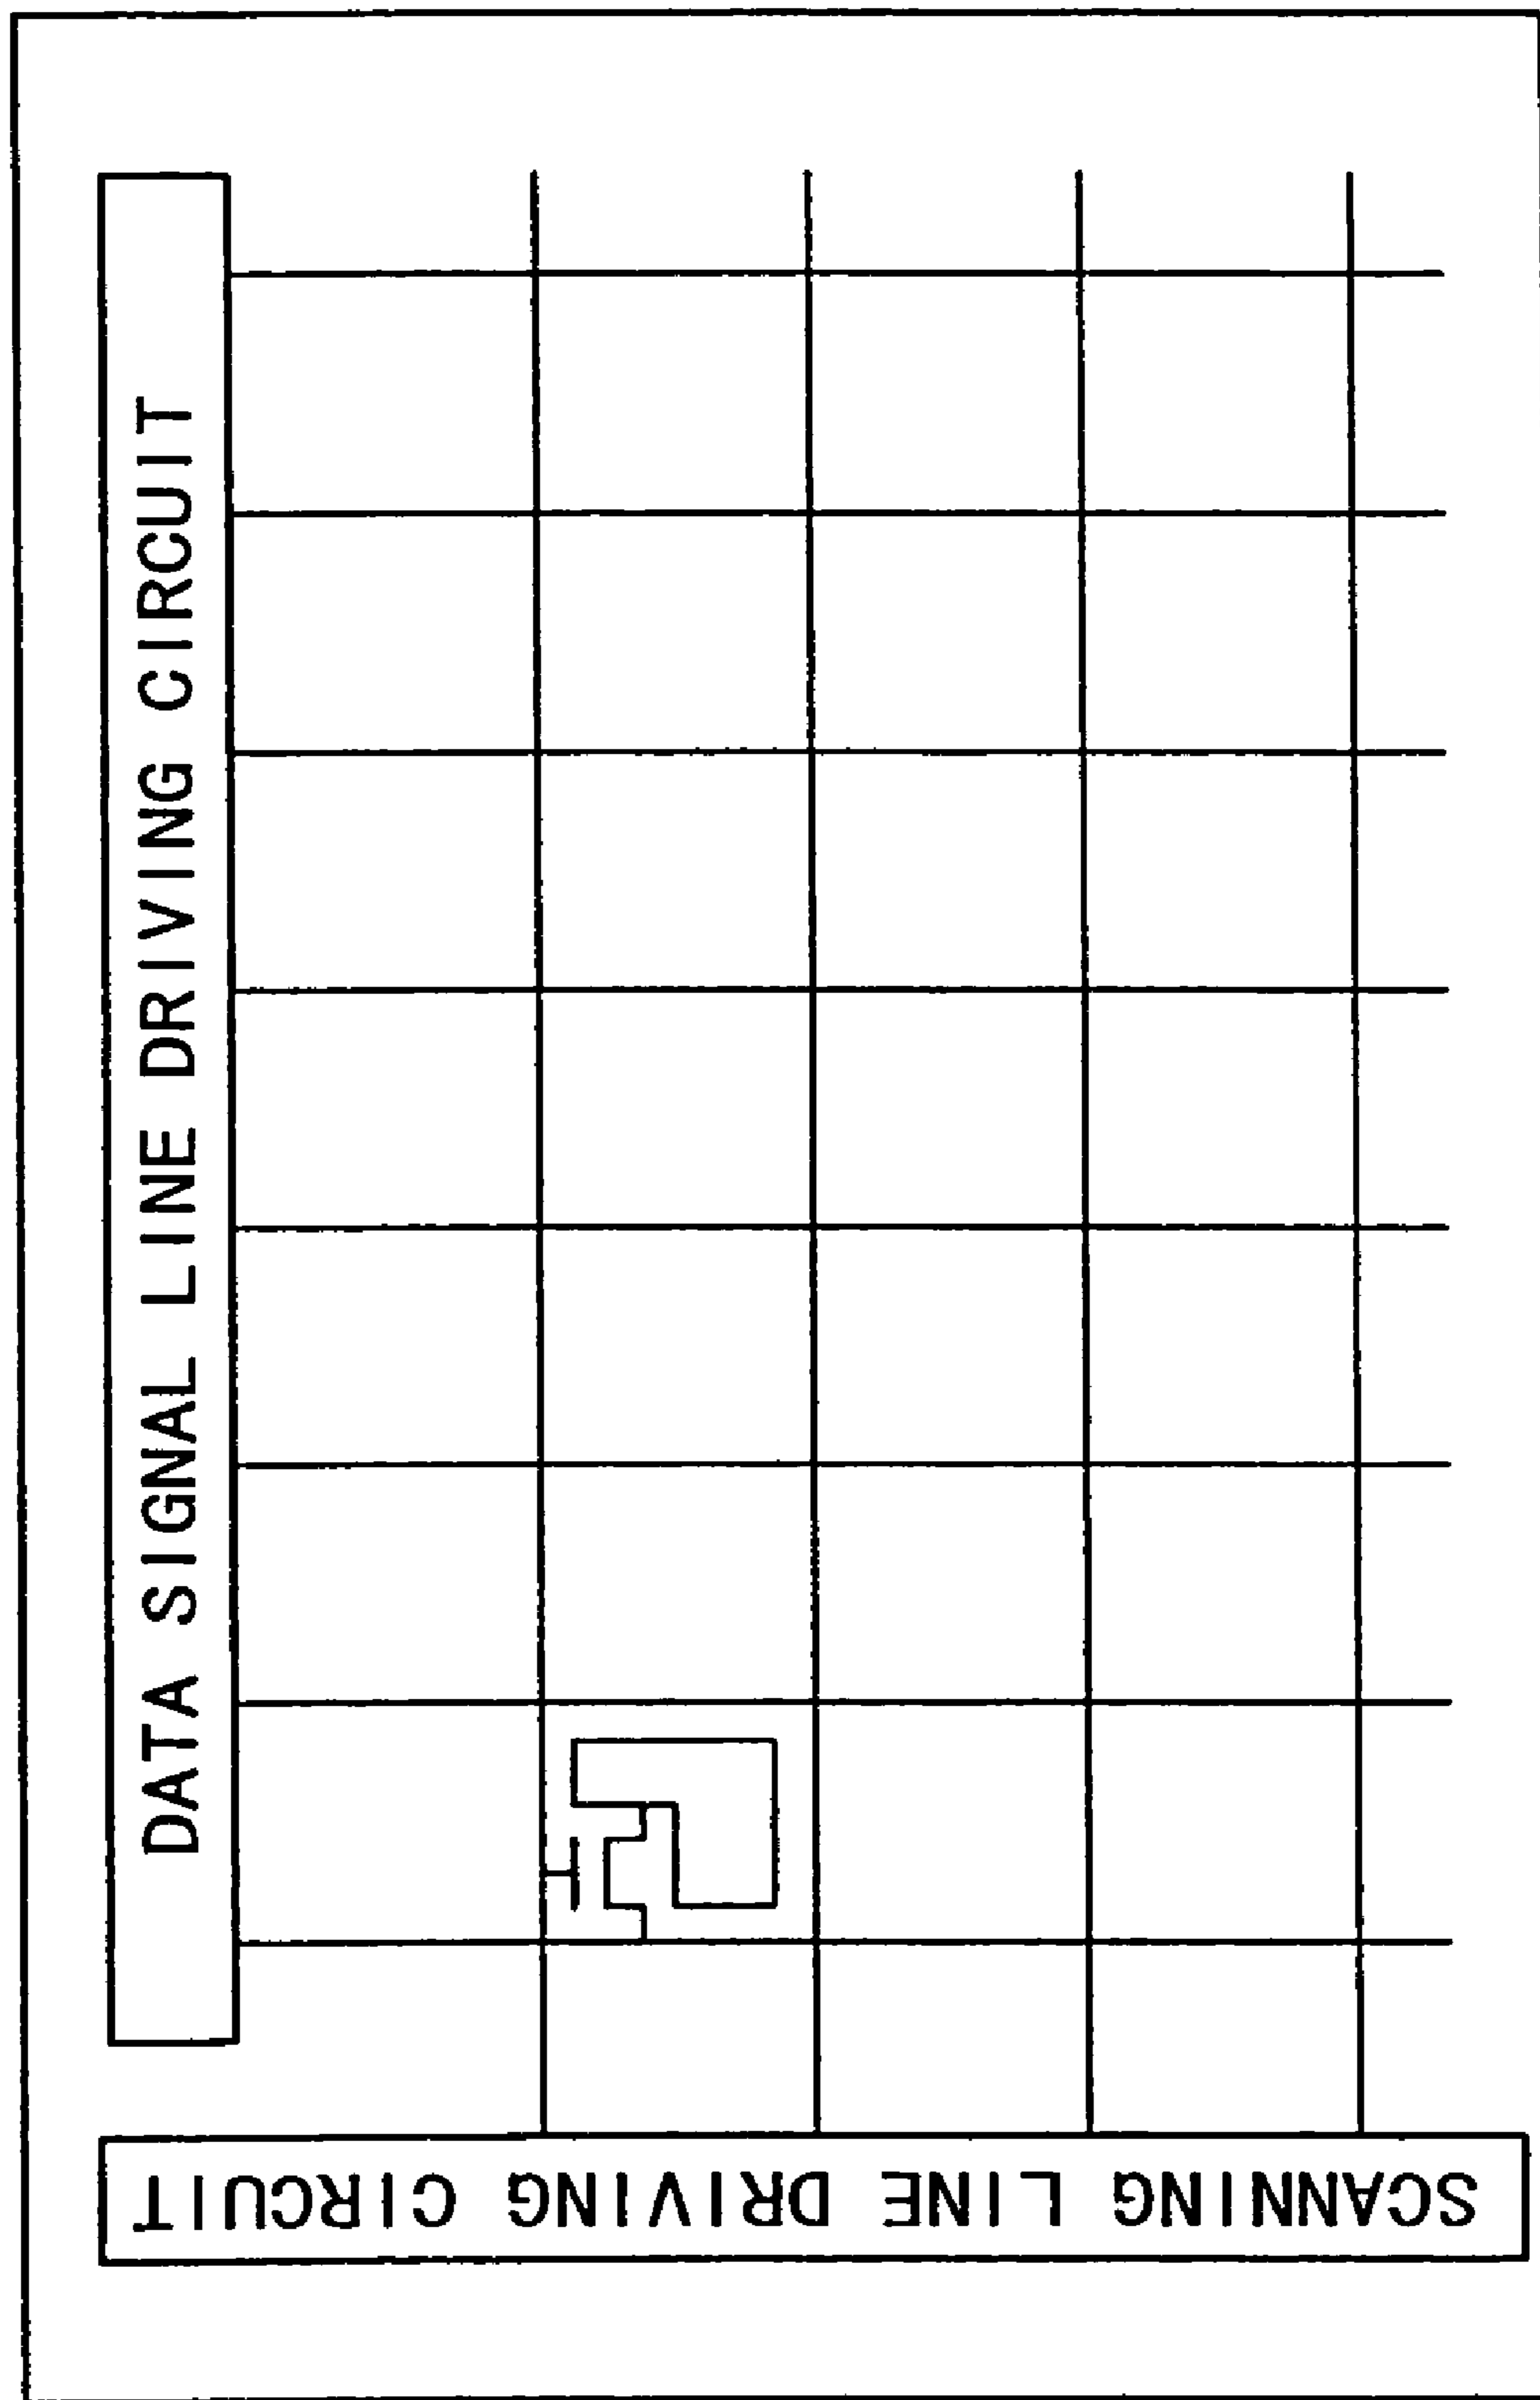 DATA SIGNAL LINE DRIVING CIRCUIT
SCANNING LINE DRIVING CIRCUIT